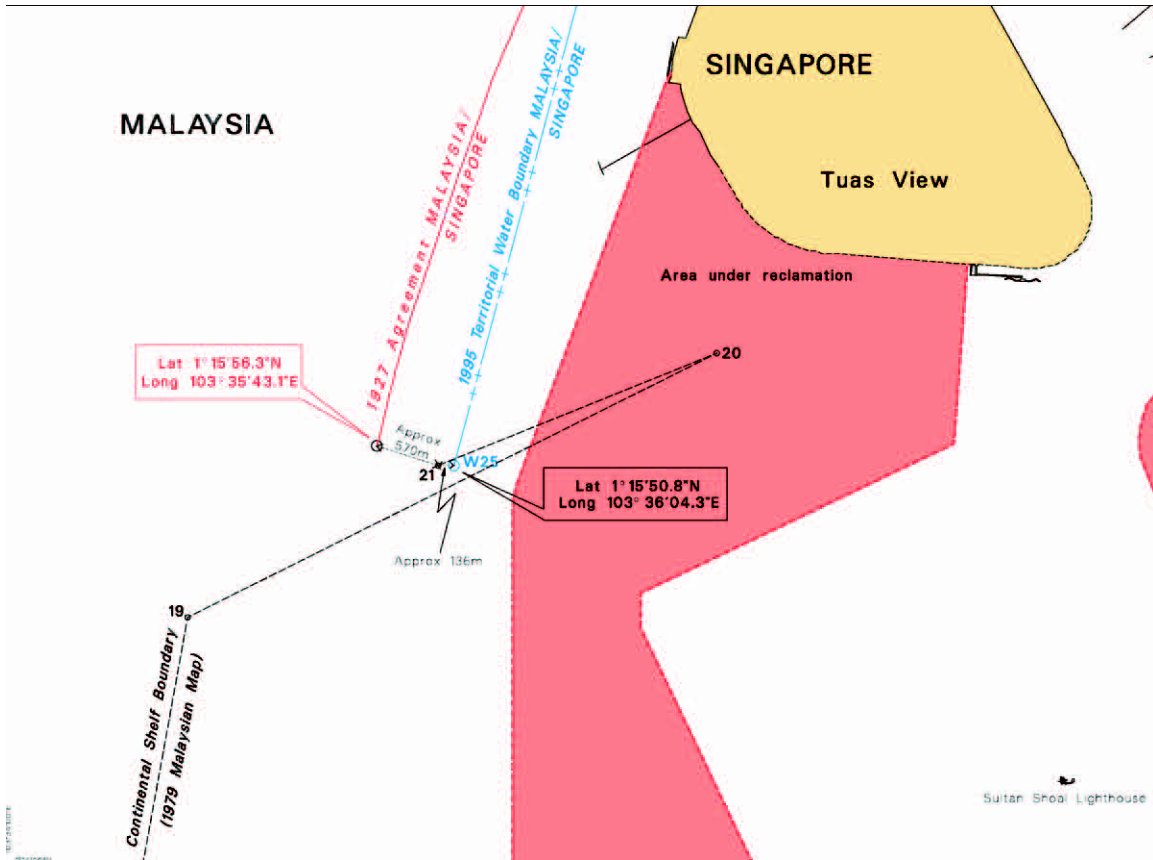 SINGAPORE
MALAYSIA
Tuas View
1927 Agreement MALAYSIA/
SINGAPORE
1995 Territorial Water Boundary MALAYSIA/
SINGAPORE
Area under reclamation
20
Lat 1° 15'56.3"N
Long 103° 35'43.1"E
Approx
570m
21
W25
Lat 1° 15'50.8"N
Long 103° 36'04.3"E
Approx 136m
19
Continental Shelf Boundary
(1979 Malaysian Map)
Sultan Shoal Lighthouse